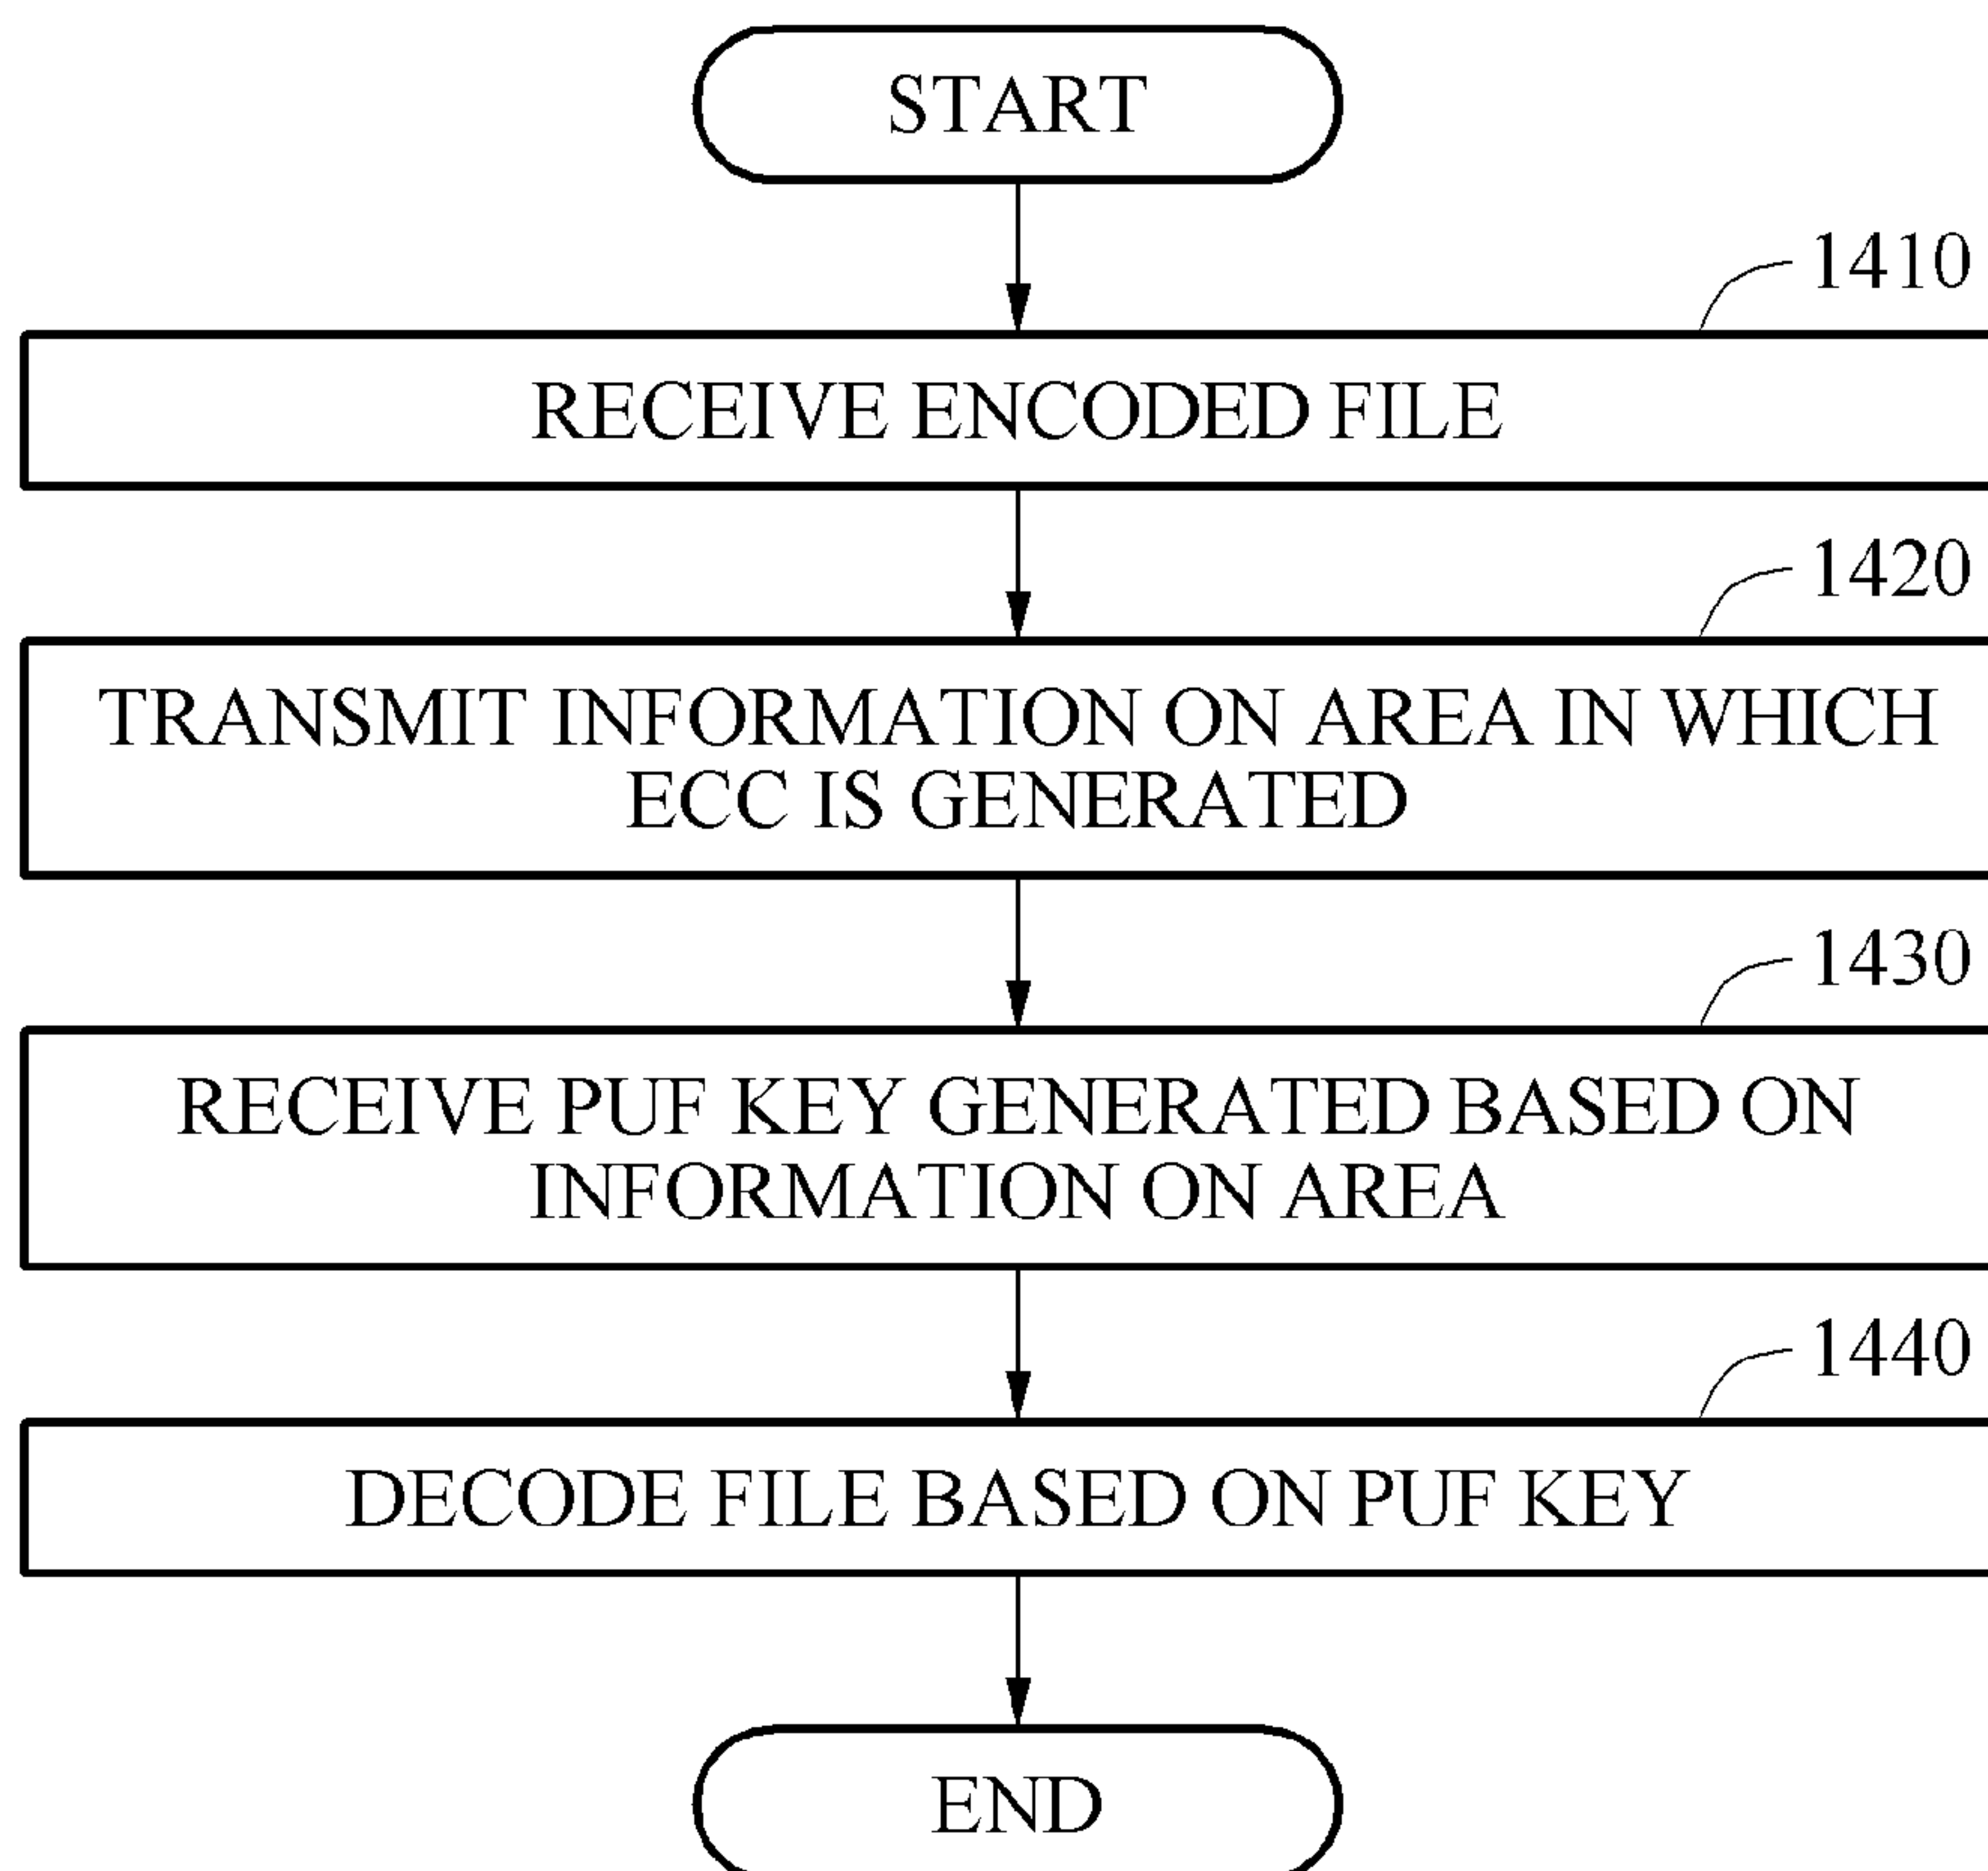 START
1410
RECEIVE ENCODED FILE
1420
TRANSMIT INFORMATION ON AREA IN WHICH
ECC IS GENERATED
1430
RECEIVE PUF KEY GENERATED BASED ON
INFORMATION ON AREA
1440
DECODE FILE BASED ON PUF KEY
END